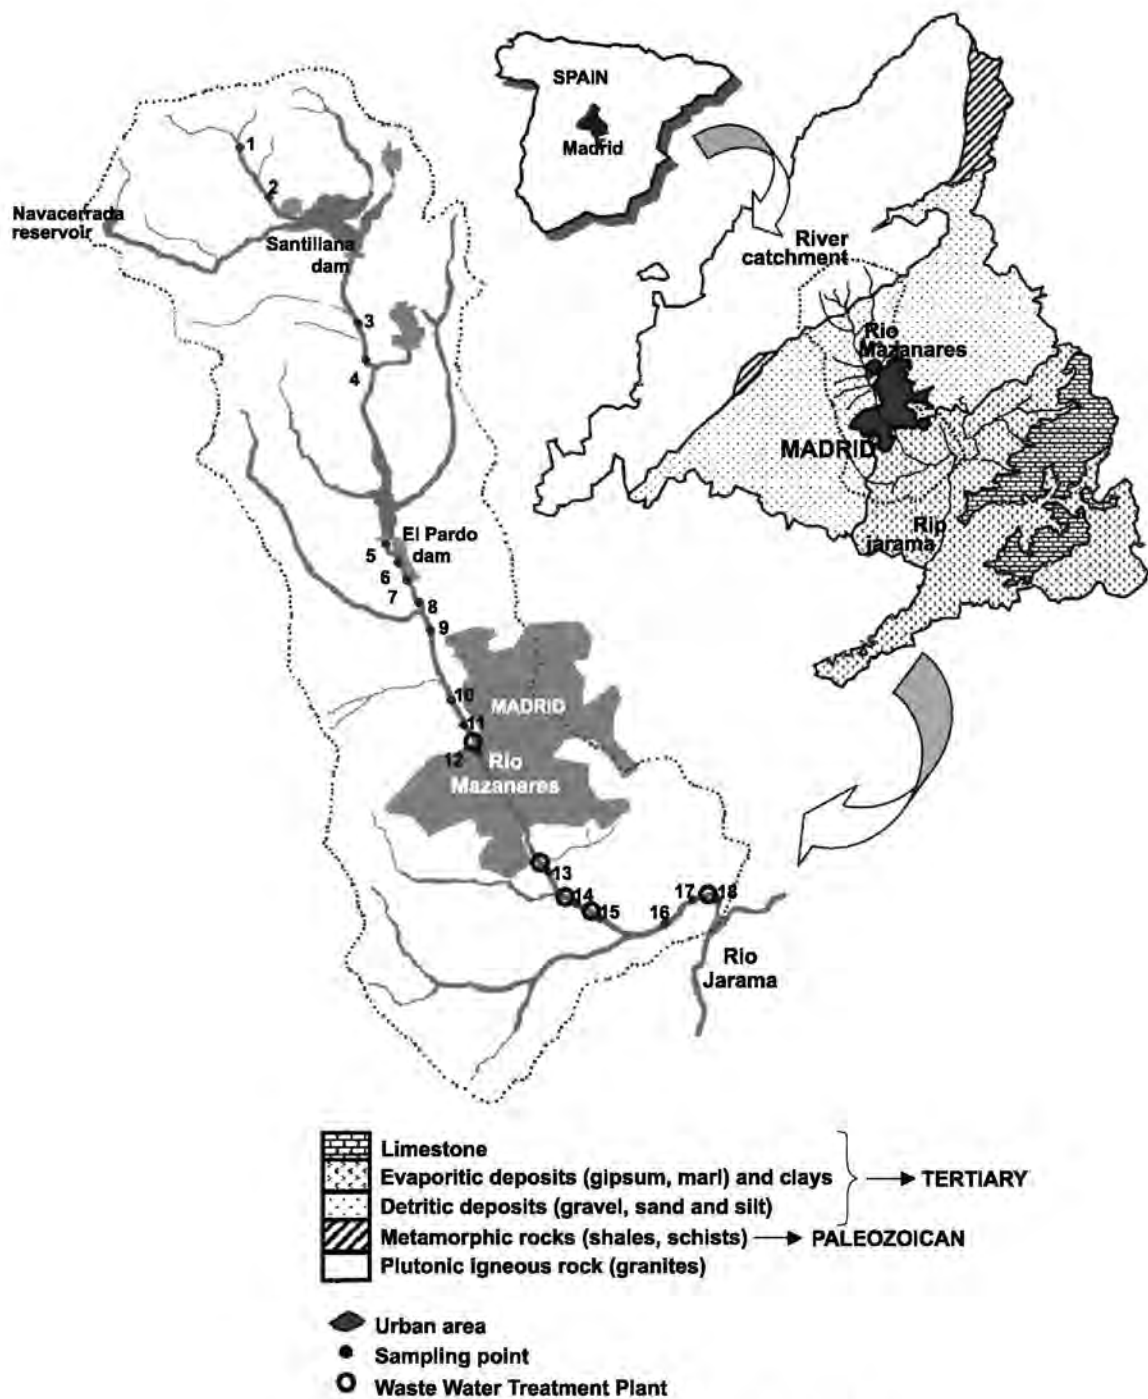 SPAIN
Madrid
1
2
Navacerrada
reservoir
Santillana
dam
River
catchment
Rio
Mazanares
MADRID
Rio
jarama
3
4
El Pardo
dam
5
6
7
8
9
10
MADRID
11
12
Rio
Mazanares
13
14
15
16
17
18
Rio
Jarama
Limestone
Evaporitic deposits (gipsum, marl) and clays
TERTIARY
Detritic deposits (gravel, sand and silt)
Metamorphic rocks (shales, schists)
PALEOZOICAN
Plutonic igneous rock (granites)
Urban area
Sampling point
Waste Water Treatment Plant